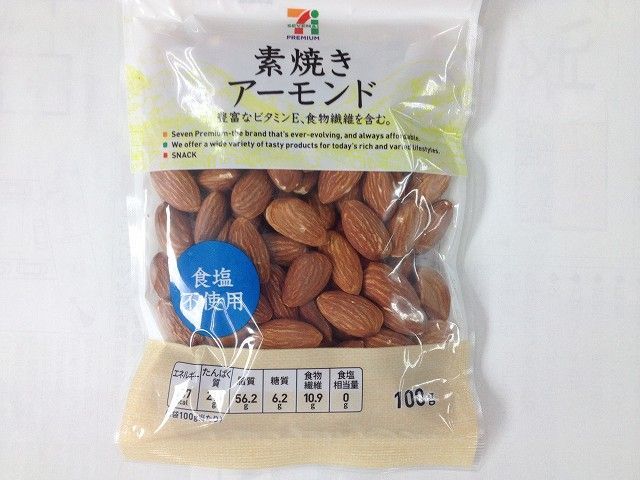 SEVEN&i
PREMIUM
素焼き
アーモンド
豊富なビタミンE、食物繊維を含む。
Seven Premium-the brand that's ever-evolving, and always affordable.
We offer a wide variety of tasty products for today's rich and varied lifestyles.
SNACK
食塩
不使用
エネルギー たんぱく質 脂質 糖質 食物繊維 食塩相当量
56.2g 6.2g 10.9g 0g
100g